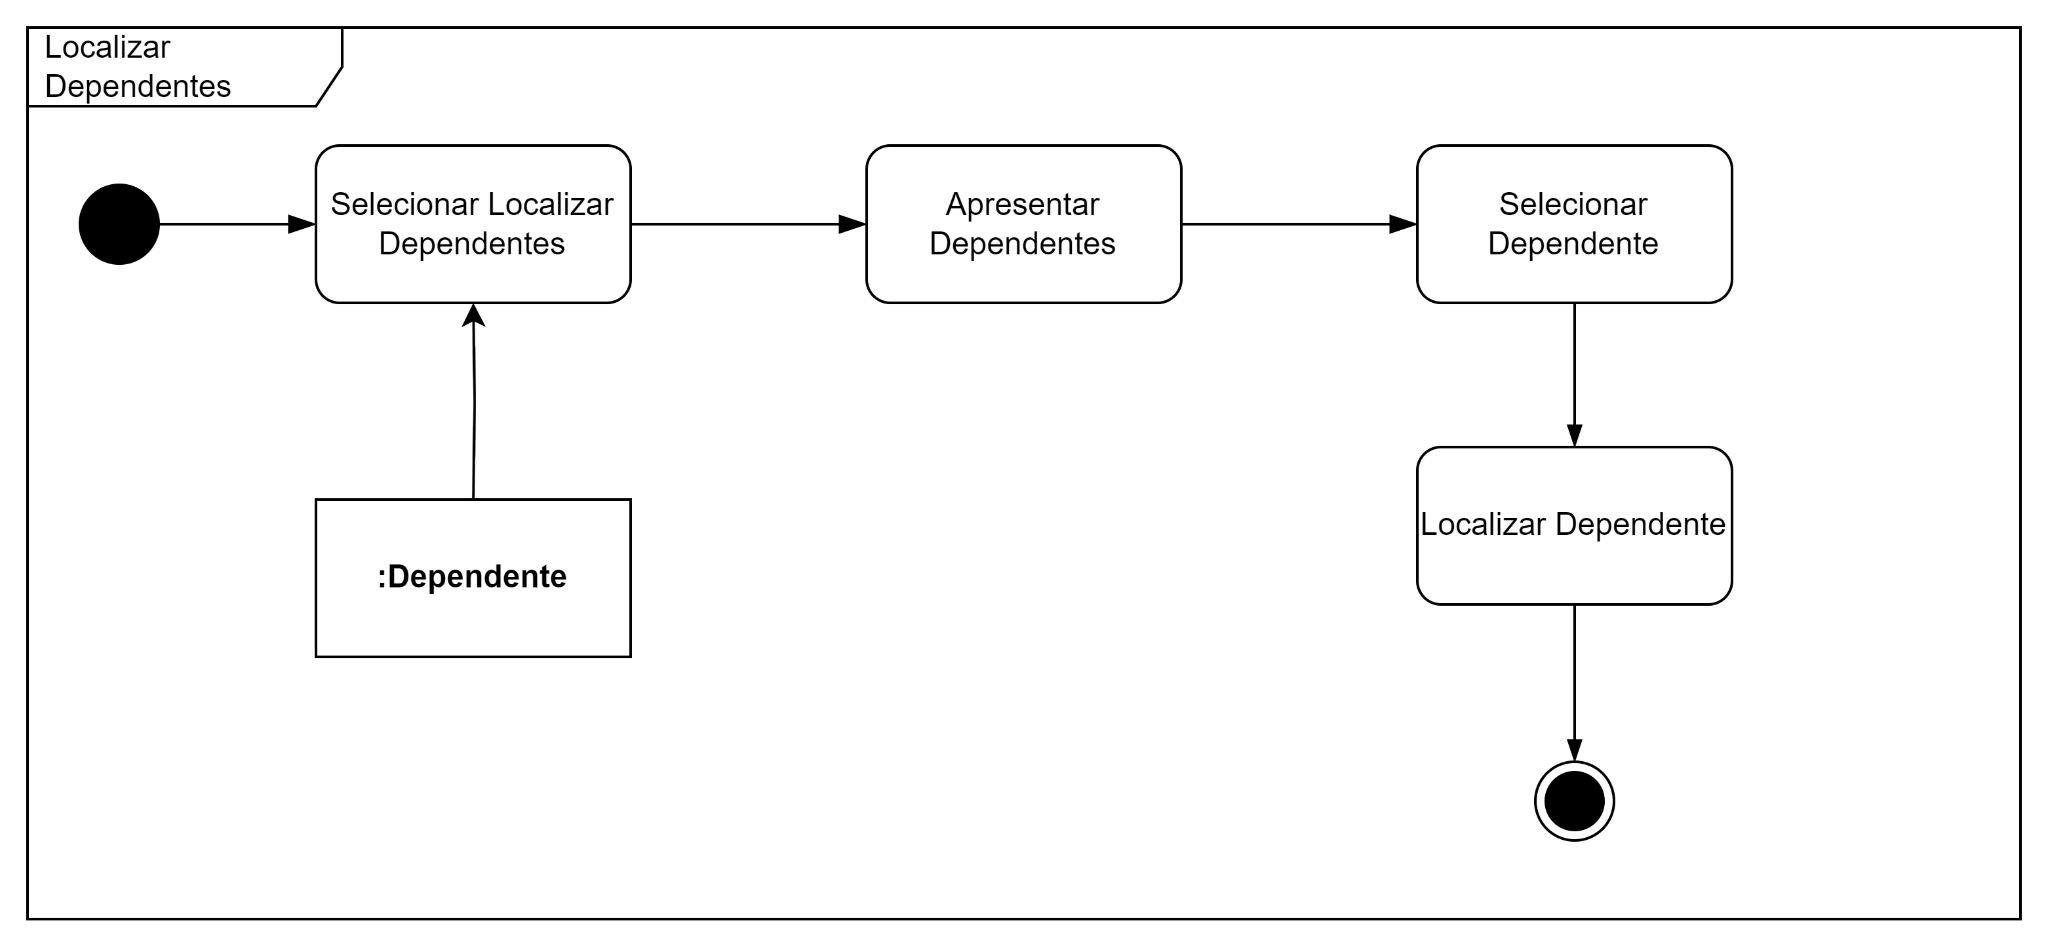 Localizar
Dependentes
Selecionar Localizar
Dependentes
Apresentar
Dependentes
Selecionar
Dependente
Localizar Dependente
:Dependente